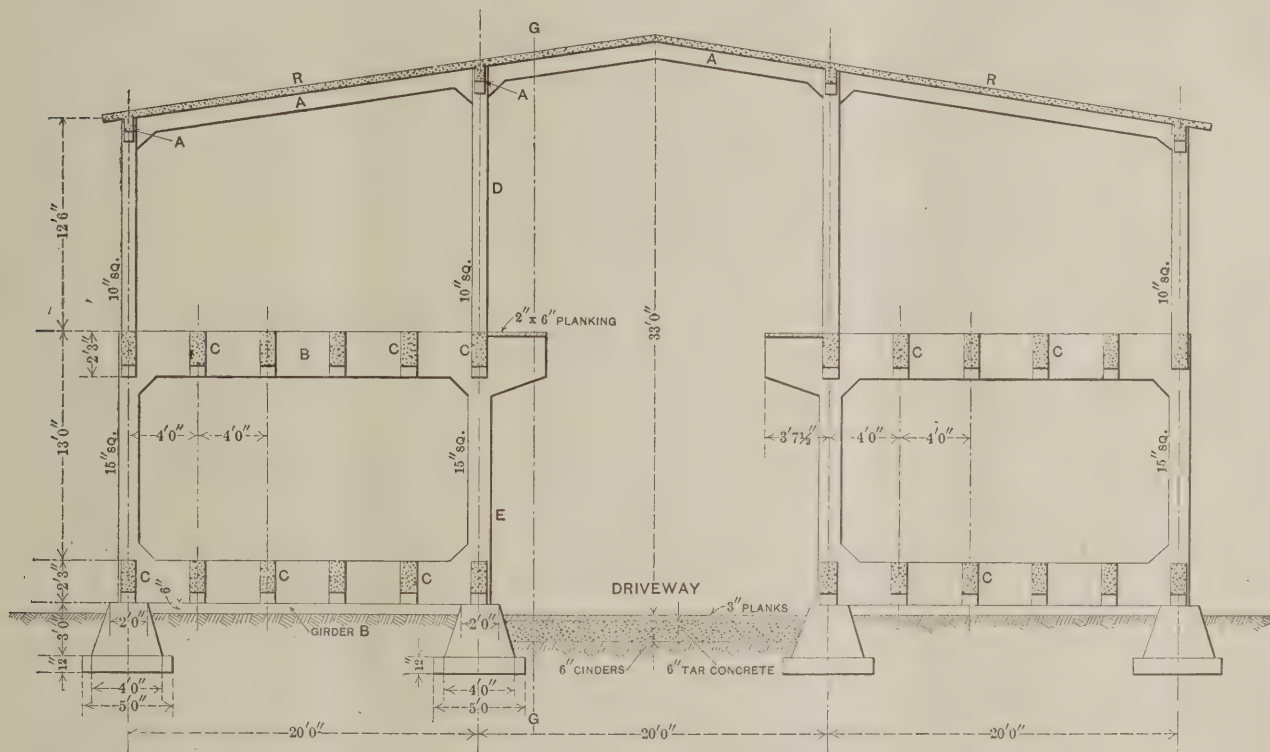 G
R
A
A
A
A
R
12'6"
D
10" SQ.
10" SQ.
10" SQ.
2" x 6" PLANKING
33'0"
2'3"
C
B
C
C
C
C
13'0"
4'0"
4'0"
3'7½"
4'0"
4'0"
15" SQ.
15" SQ.
15" SQ.
E
2'3"
C
6"
C
C
C
DRIVEWAY
3" PLANKS
3'0"
2'0"
GIRDER B
2'0"
12"
12"
6" CINDERS
6" TAR CONCRETE
4'0"
5'0"
4'0"
5'0
G
20'0"
20'0"
20'0"